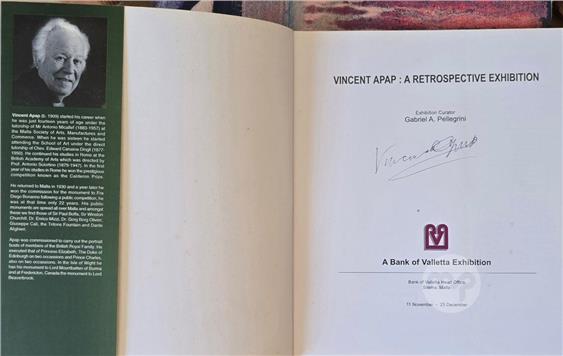 Vincent Apap (b. 1909) started his career when
he was just fourteen years of age under the
tutorship of Mr Antonio Micallef (1883-1957) at
the Malta Society of Arts, Manufactures and
Commerce. When he was sixteen he started
attending the School of Art under the direct
tutorship of Chev. Edward Caruana Dingli (1877-
1950). He continued his studies in Rome at the
British Academy of Arts which was directed by
Prof. Antonio Sciortino (1879-1947). In the first
year of his studies in Rome he won the prestigious
competition known as the Calderon Prize.
He returned to Malta in 1930 and a year later he
won the commission for the monument to Fra
Diego Bonanno following a public competition, he
was at that time only 22 years. His public
monuments are spread all over Malta and amongst
these we find those of Sir Paul Boffa, Sir Winston
Churchill, Dr. Enrico Mizzi, Dr. Giorg Borg Olivier,
Giuseppe Calì, the Tritons Fountain and Dante
Alighieri.
Apap was commissioned to carry out the portrait
busts of members of the British Royal Family. He
executed that of Princess Elizabeth, The Duke of
Edinburgh on two occasions and Prince Charles,
also on two occasions. In the Isle of Wight he
has his monument to Lord Mountbatten of Burma
and at Fredericton, Canada the monument to Lord
Beaverbrook.
VINCENT APAP : A RETROSPECTIVE EXHIBITION
Exhibition Curator
Gabriel A. Pellegrini
Vincent Apap
A Bank of Valletta Exhibition
Bank of Valletta Head Office,
Sliema, Malta
11 November - 23 December